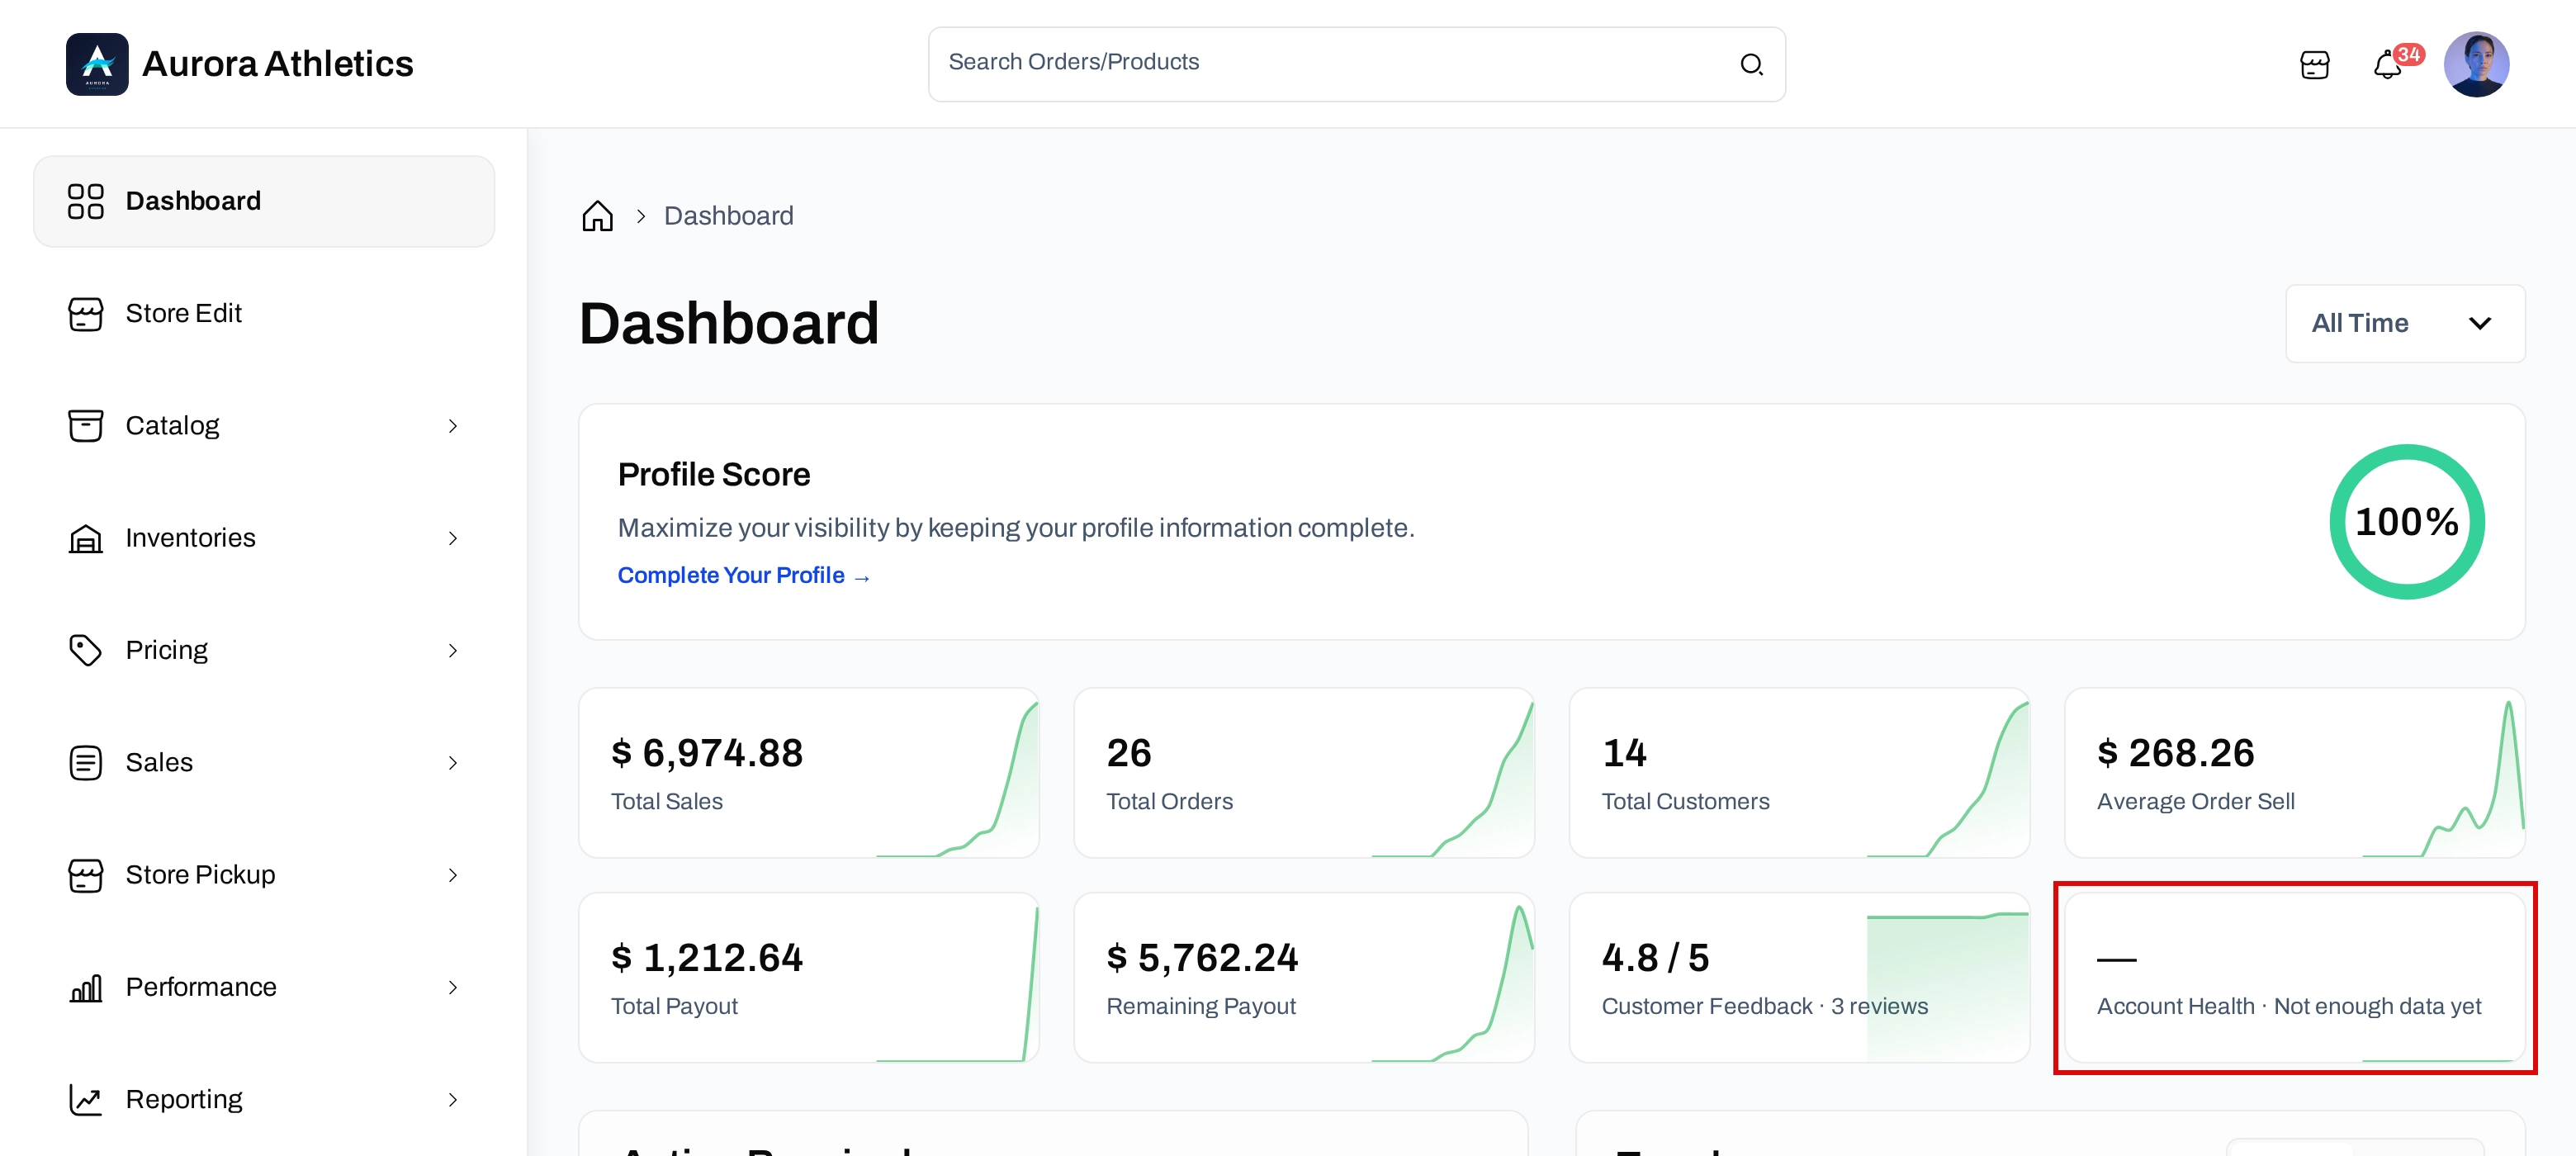 Aurora Athletics
Search Orders/Products
34
Dashboard
Store Edit
Catalog
Inventories
Pricing
Sales
Store Pickup
Performance
Reporting
Dashboard
Dashboard
All Time
Profile Score
Maximize your visibility by keeping your profile information complete.
Complete Your Profile →
100%
$ 6,974.88
Total Sales
26
Total Orders
14
Total Customers
$ 268.26
Average Order Sell
$ 1,212.64
Total Payout
$ 5,762.24
Remaining Payout
4.8 / 5
Customer Feedback · 3 reviews
—
Account Health · Not enough data yet